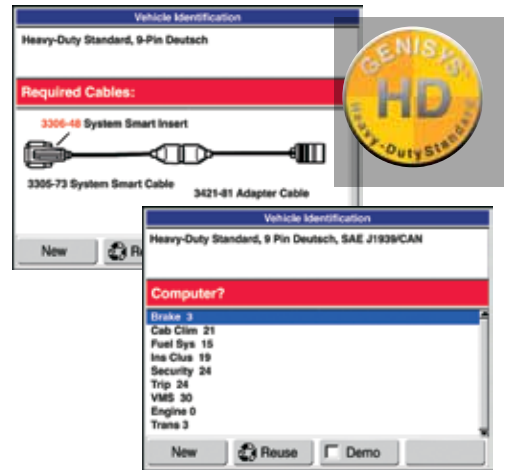 Vehicle Identification
Heavy-Duty Standard, 9-Pin Deutsch
GENISYS
HD
Heavy-Duty Standard
Required Cables:
3306-48 System Smart Insert
3305-73 System Smart Cable
3421-81 Adapter Cable
New
Vehicle Identification
Heavy-Duty Standard, 9 Pin Deutsch, SAE J1939/CAN
Computer?
Brake 3
Cab Clim 21
Fuel Sys 15
Ins Clus 19
Security 24
Trip 24
VMS 30
Engine 0
Trans 3
New Reuse Demo